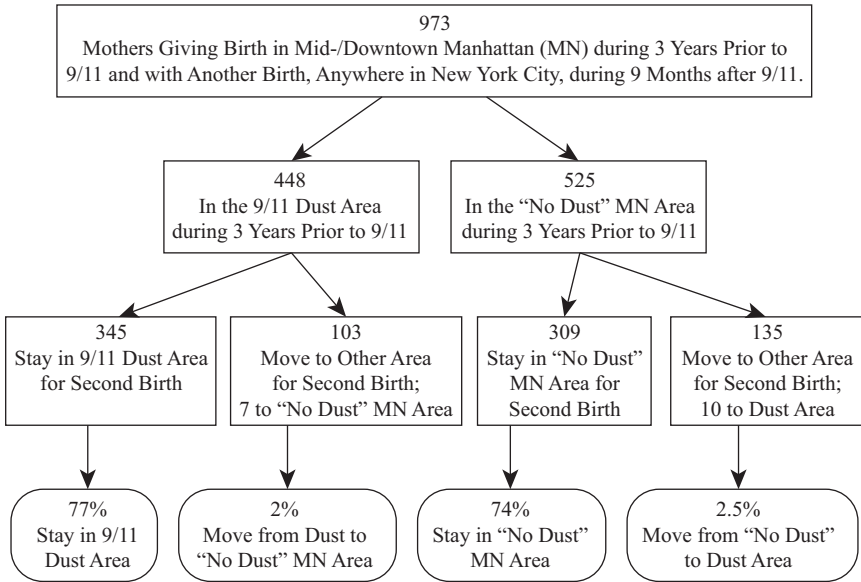 973
Mothers Giving Birth in Mid-/Downtown Manhattan (MN) during 3 Years Prior to
9/11 and with Another Birth, Anywhere in New York City, during 9 Months after 9/11.
448
In the 9/11 Dust Area
during 3 Years Prior to 9/11
525
In the “No Dust” MN Area
during 3 Years Prior to 9/11
345
Stay in 9/11 Dust Area
for Second Birth
103
Move to Other Area
for Second Birth;
7 to “No Dust” MN Area
309
Stay in “No Dust”
MN Area for
Second Birth
135
Move to Other Area
for Second Birth;
10 to Dust Area
77%
Stay in 9/11
Dust Area
2%
Move from Dust to
“No Dust” MN Area
74%
Stay in “No Dust”
MN Area
2.5%
Move from “No Dust”
to Dust Area